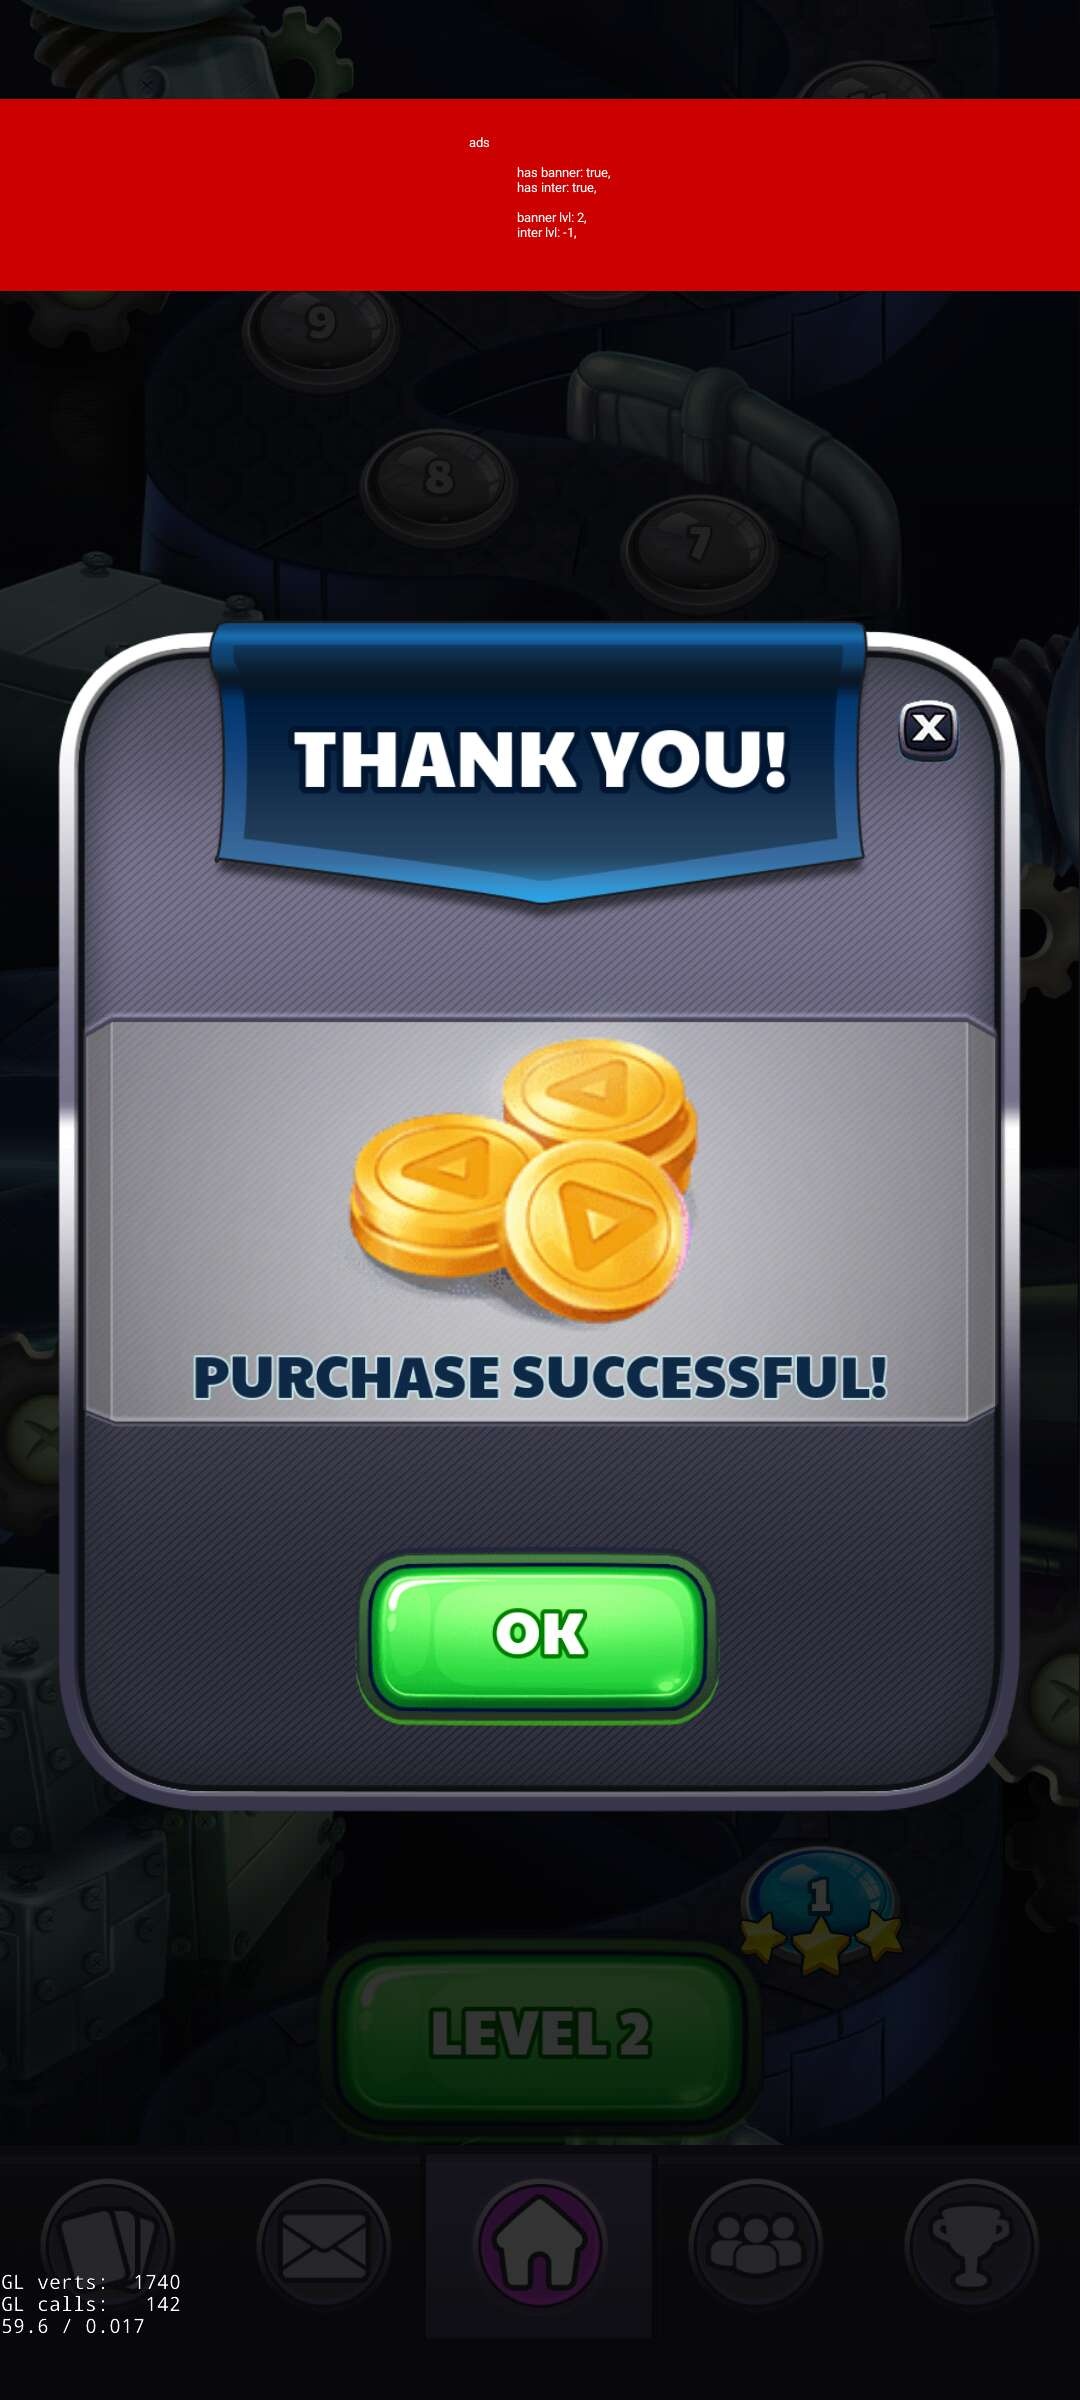 ads
has banner: true,
has inter: true,
banner lvl: 2,
inter lvl: -1,
9
8
7
THANK YOU!
X
PURCHASE SUCCESSFUL!
OK
1
LEVEL 2
GL verts: 1740
GL calls: 142
59.6 / 0.017